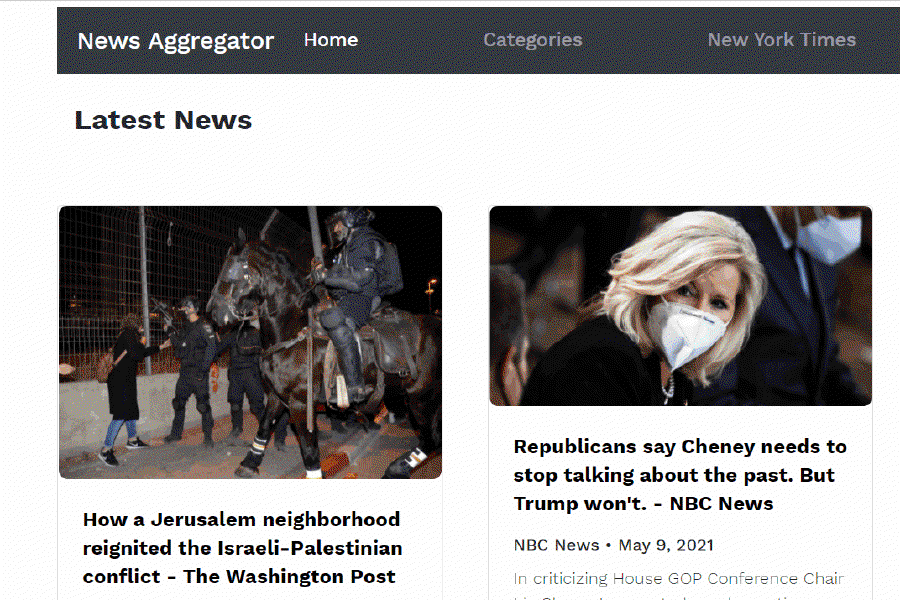 News Aggregator Home Categories New York Times
Latest News
How a Jerusalem neighborhood
reignited the Israeli-Palestinian
conflict - The Washington Post
Republicans say Cheney needs to
stop talking about the past. But
Trump won't. - NBC News
NBC News • May 9, 2021
In criticizing House GOP Conference Chair